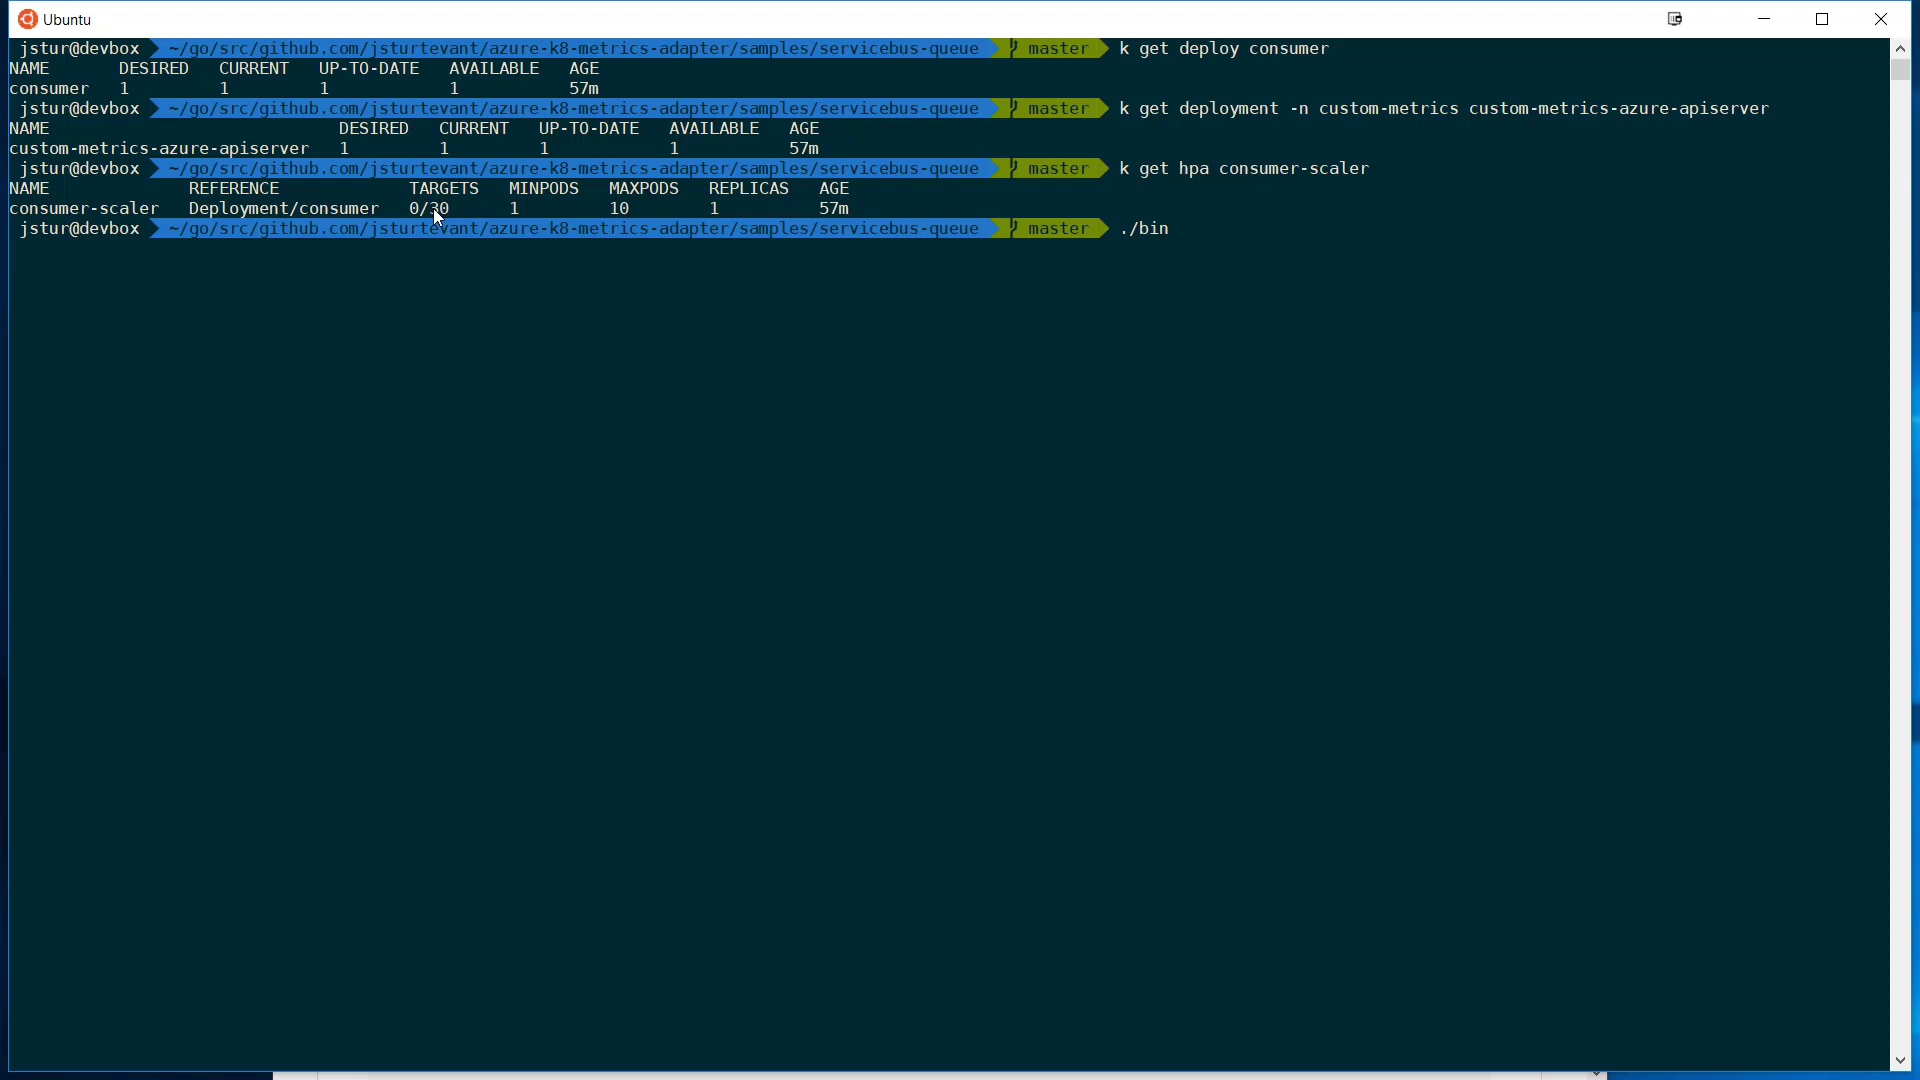 Ubuntu
jstur@devbox ~/go/src/github.com/jsturtevant/azure-k8-metrics-adapter/samples/servicebus-queue master k get deploy consumer
NAME DESIRED CURRENT UP-TO-DATE AVAILABLE AGE
consumer 1 1 1 1 57m
jstur@devbox ~/go/src/github.com/jsturtevant/azure-k8-metrics-adapter/samples/servicebus-queue master k get deployment -n custom-metrics custom-metrics-azure-apiserver
NAME DESIRED CURRENT UP-TO-DATE AVAILABLE AGE
custom-metrics-azure-apiserver 1 1 1 1 57m
jstur@devbox ~/go/src/github.com/jsturtevant/azure-k8-metrics-adapter/samples/servicebus-queue master k get hpa consumer-scaler
NAME REFERENCE TARGETS MINPODS MAXPODS REPLICAS AGE
consumer-scaler Deployment/consumer 0/30 1 10 1 57m
jstur@devbox ~/go/src/github.com/jsturtevant/azure-k8-metrics-adapter/samples/servicebus-queue master ./bin